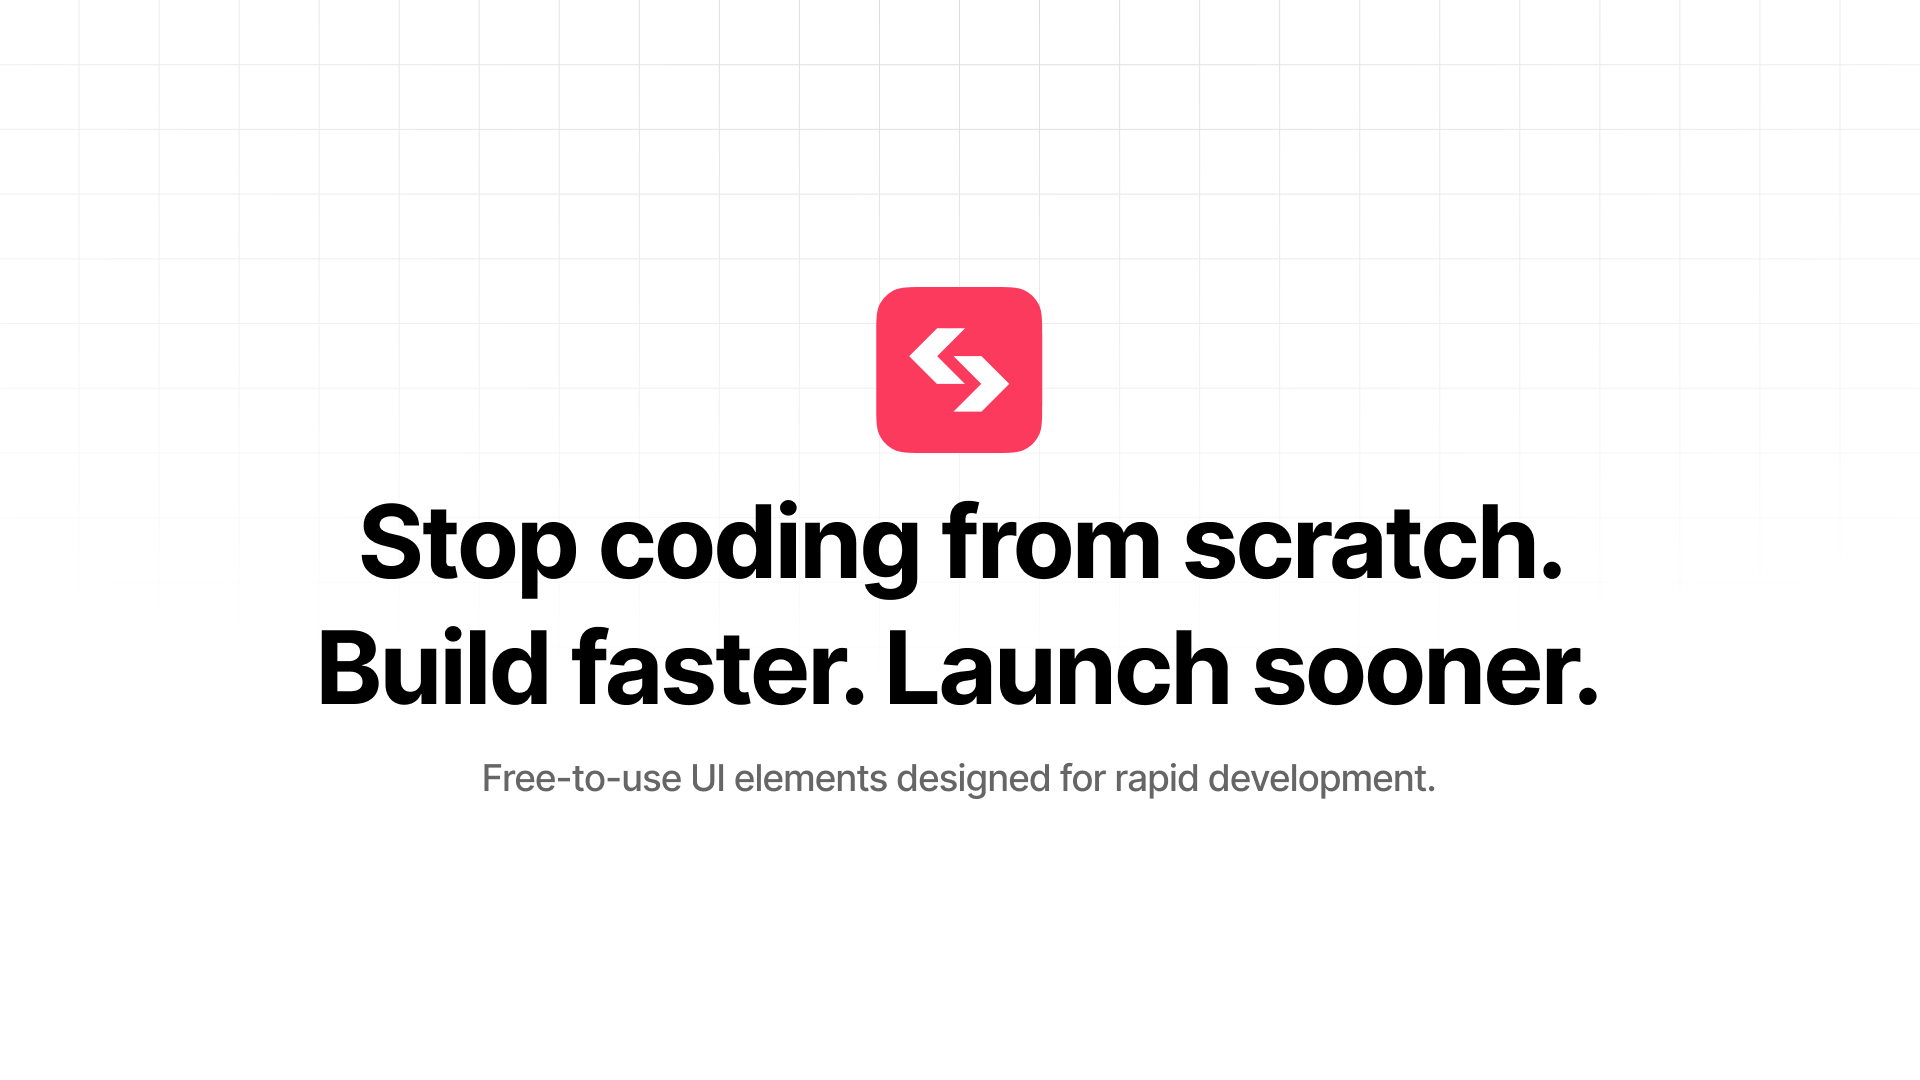 Stop coding from scratch.
Build faster. Launch sooner.
Free-to-use UI elements designed for rapid development.